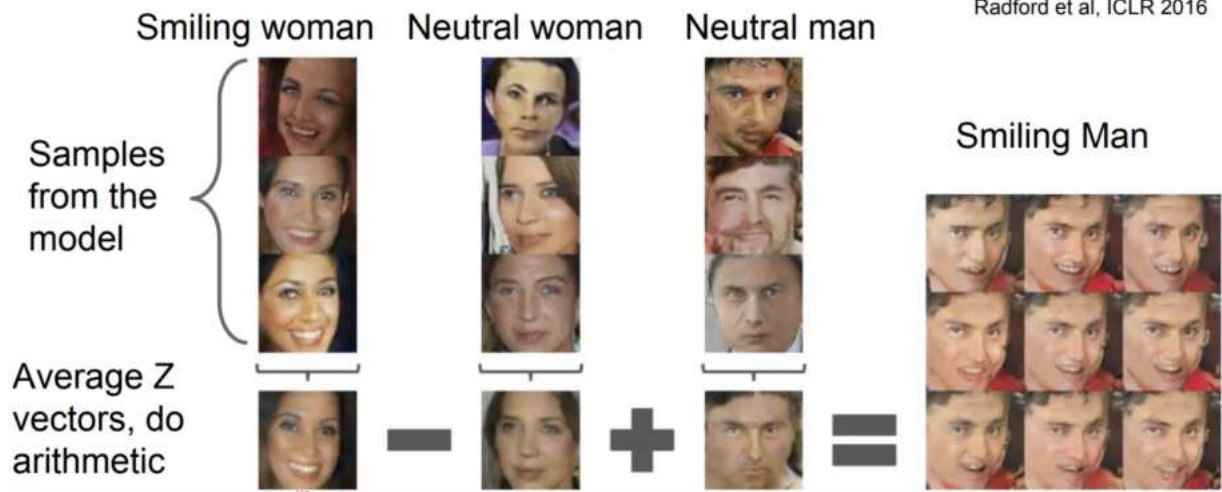 Radford et al, ICLR 2016
Smiling woman Neutral woman Neutral man
Samples
from the
model
Smiling Man
Average Z
vectors, do
arithmetic